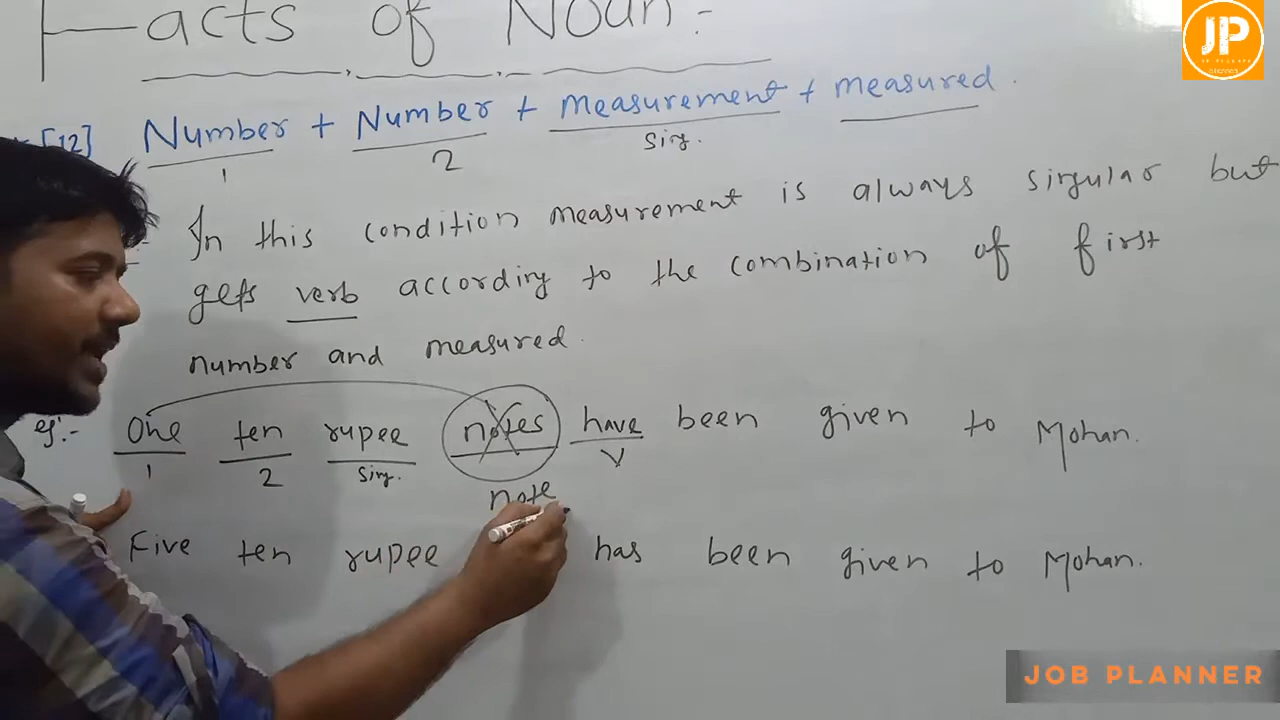 Facts of Noun:-
JP
[12] Number + Number + Measurement + measured.
1 2 Sing.
In this condition measurement is always singular but
gets verb according to the combination of first
number and measured.
eg:- One ten rupee notes have been given to Mohan.
1 2 Sing. V
note
Five ten rupee has been given to Mohan.
JOB PLANNER